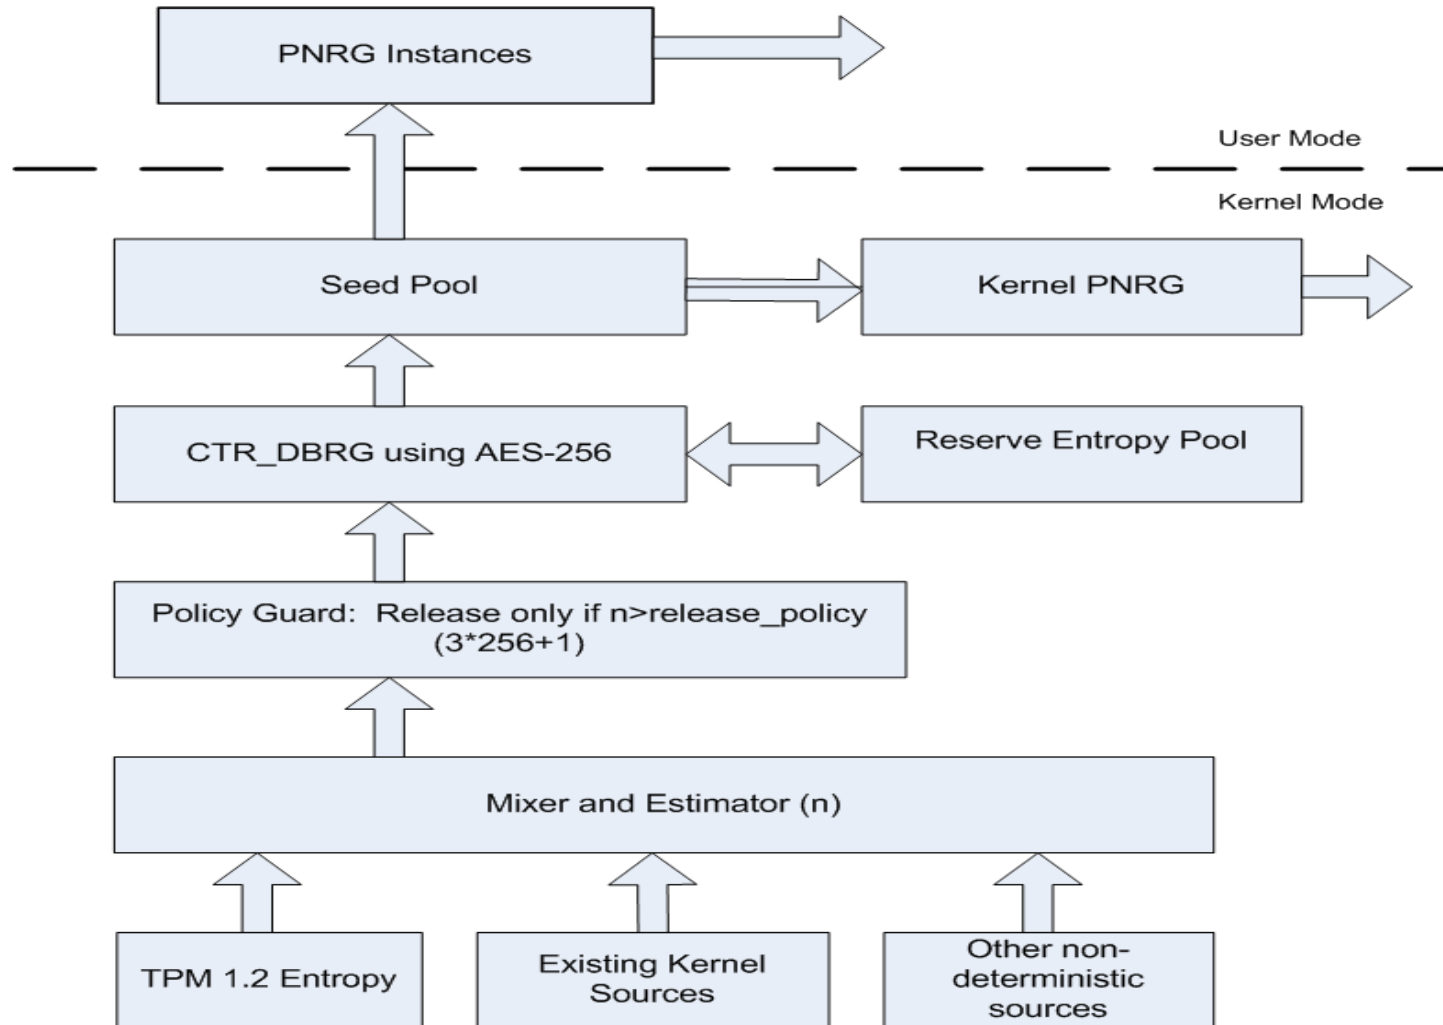 PNRG Instances
User Mode
Kernel Mode
Seed Pool
Kernel PNRG
CTR_DBRG using AES-256
Reserve Entropy Pool
Policy Guard:  Release only if n>release_policy
(3*256+1)
Mixer and Estimator (n)
TPM 1.2 Entropy
Existing Kernel
Sources
Other non-
deterministic
sources